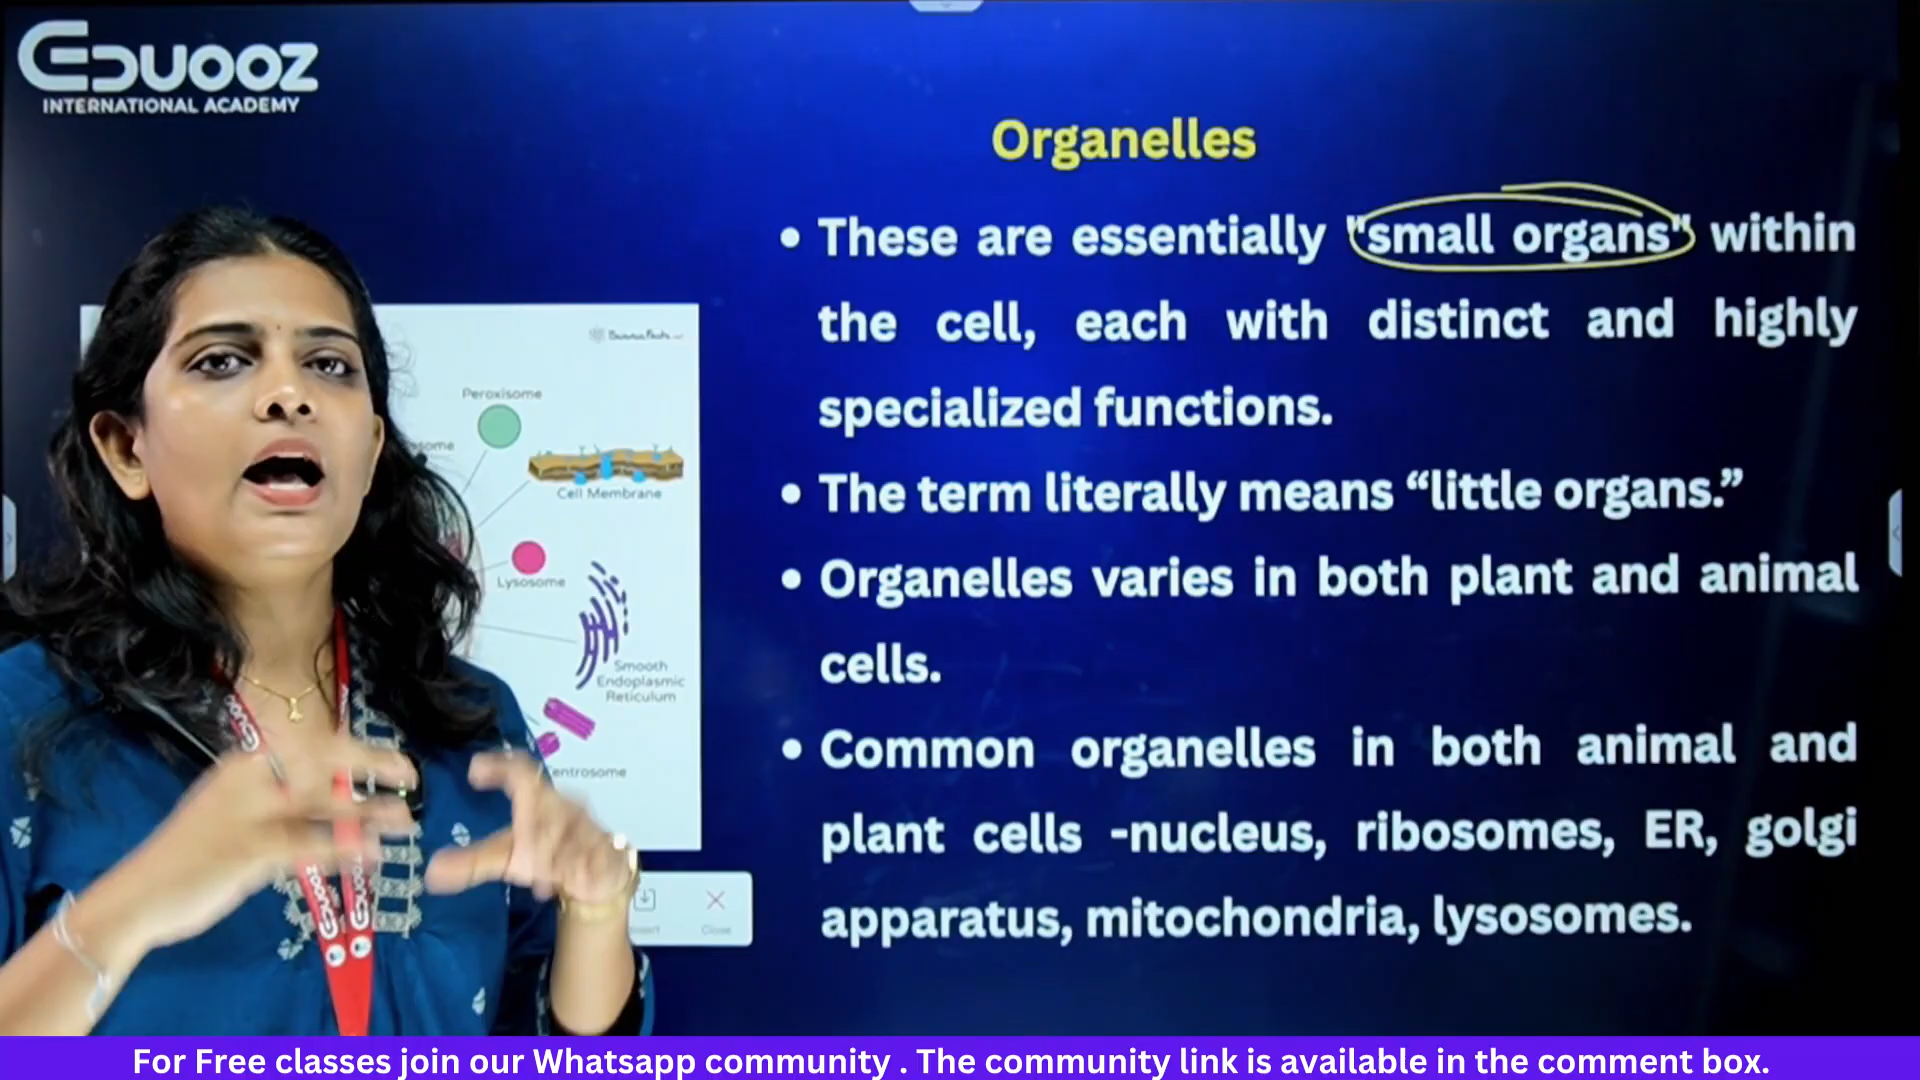 EDUOOZ
INTERNATIONAL ACADEMY
Organelles
• These are essentially "small organs" within
the cell, each with distinct and highly
specialized functions.
• The term literally means “little organs.”
• Organelles varies in both plant and animal
cells.
• Common organelles in both animal and
plant cells -nucleus, ribosomes, ER, golgi
apparatus, mitochondria, lysosomes.
Peroxisome
Cell Membrane
Lysosome
Smooth
Endoplasmic
Reticulum
entrosome
Close
For Free classes join our Whatsapp community . The community link is available in the comment box.